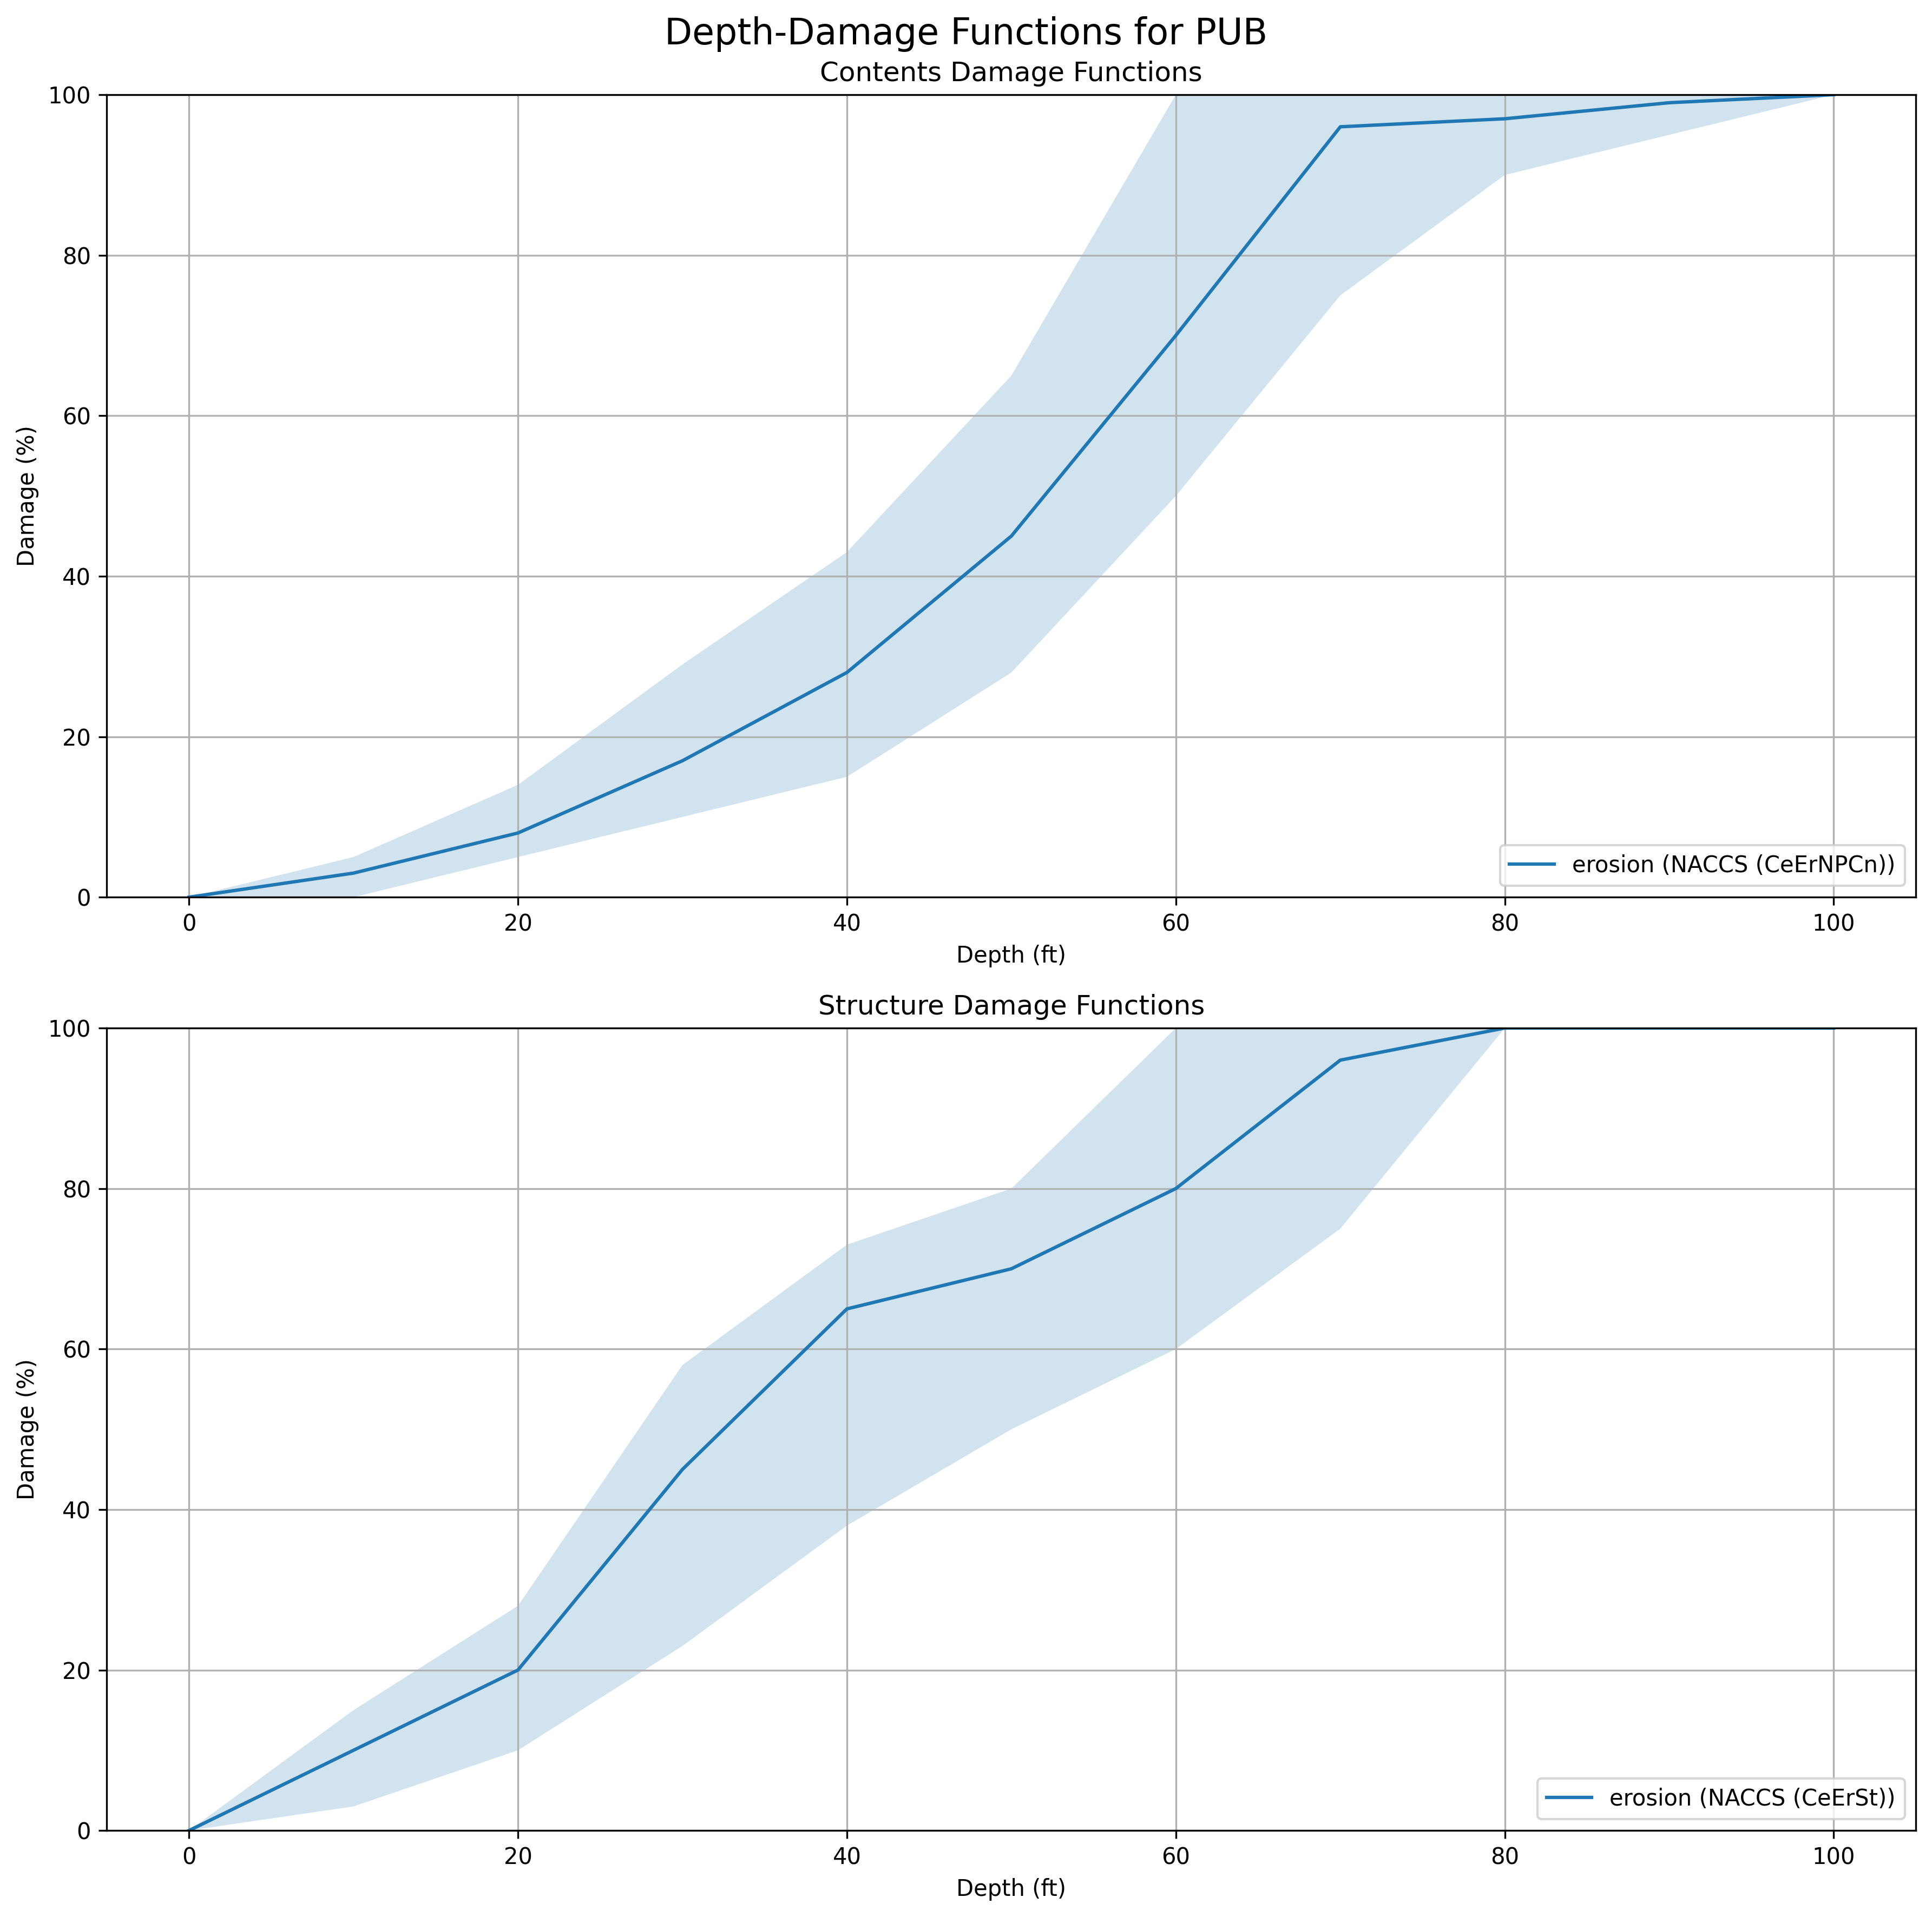 Depth-Damage Functions for PUB
Contents Damage Functions
100
80
60
40
20
0
Damage (%)
erosion (NACCS (CeErNPCn))
0 20 40 60 80 100
Depth (ft)
Structure Damage Functions
100
80
60
40
20
0
Damage (%)
erosion (NACCS (CeErSt))
0 20 40 60 80 100
Depth (ft)